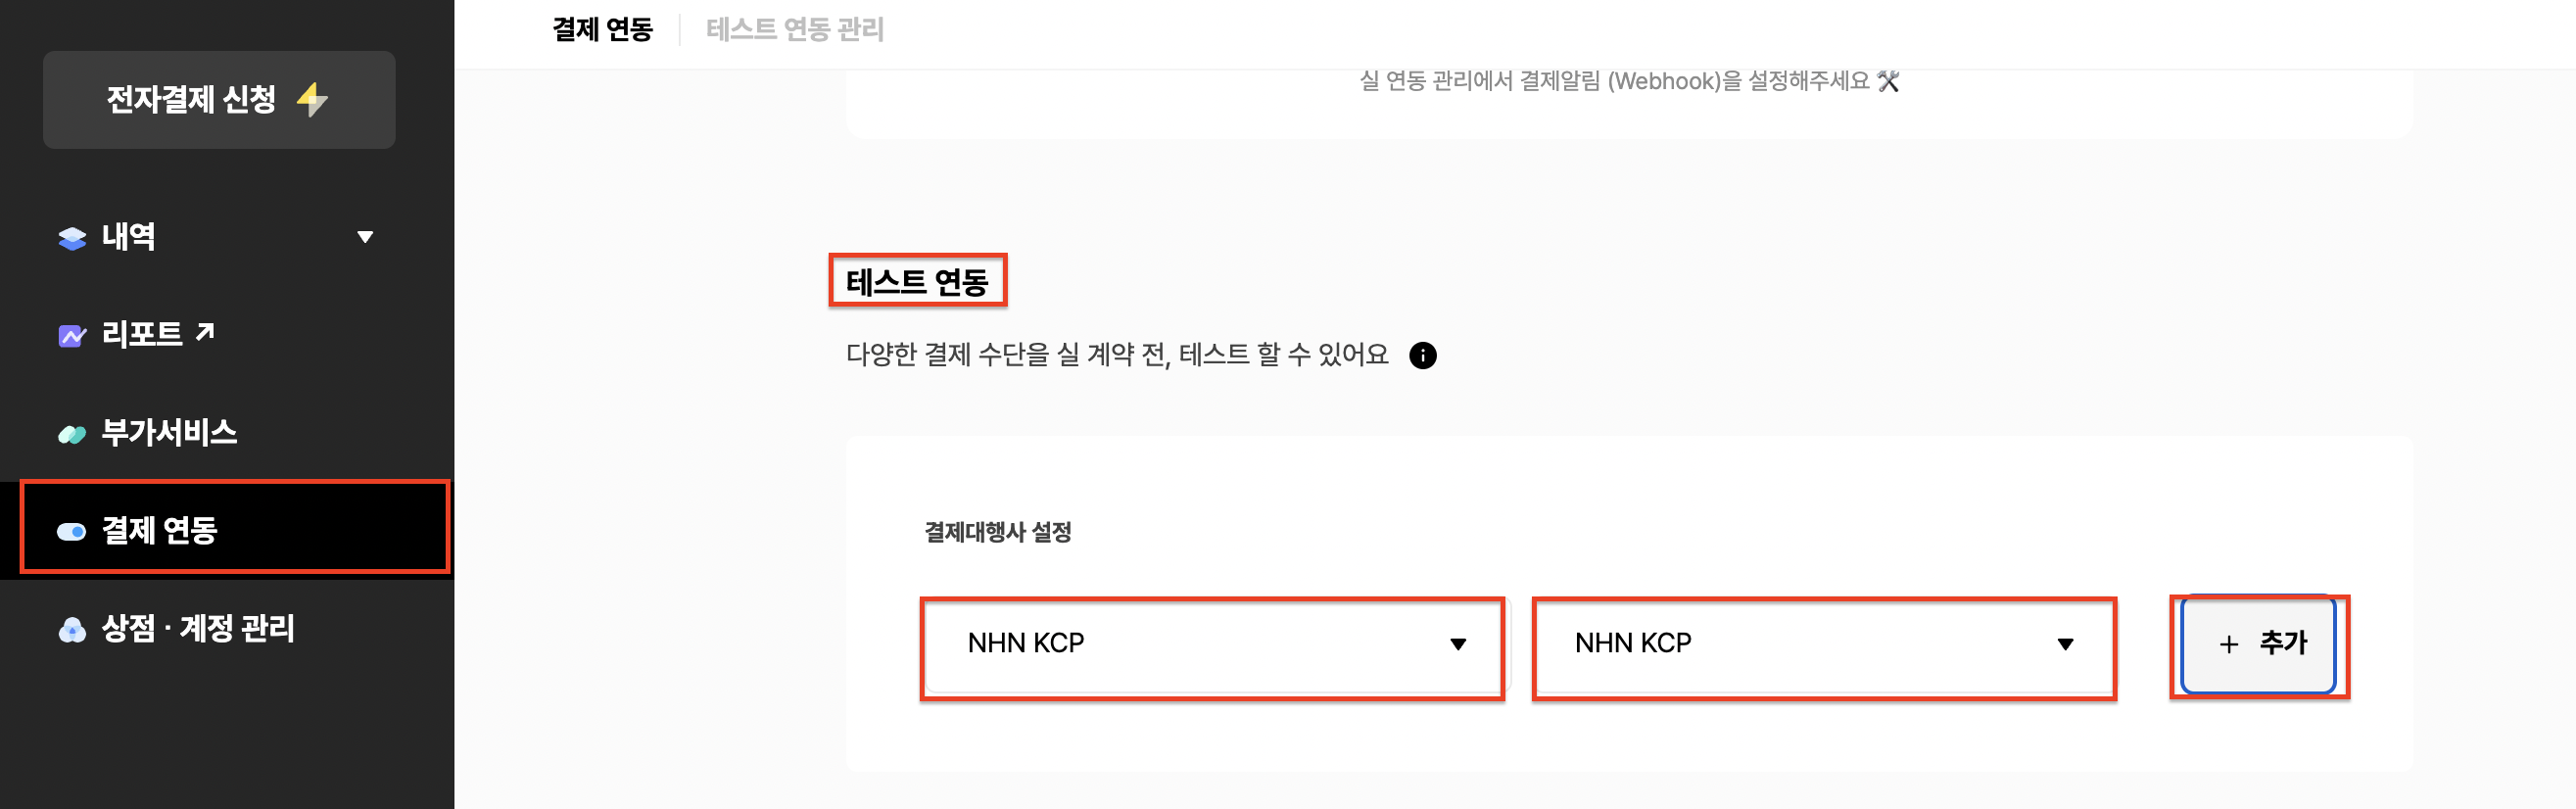 전자결제 신청
내역
리포트
부가서비스
결제 연동
상점 · 계정 관리
결제 연동
테스트 연동 관리
실 연동 관리에서 결제알림 (Webhook)을 설정해주세요
테스트 연동
다양한 결제 수단을 실 계약 전, 테스트 할 수 있어요
결제대행사 설정
NHN KCP
NHN KCP
+ 추가